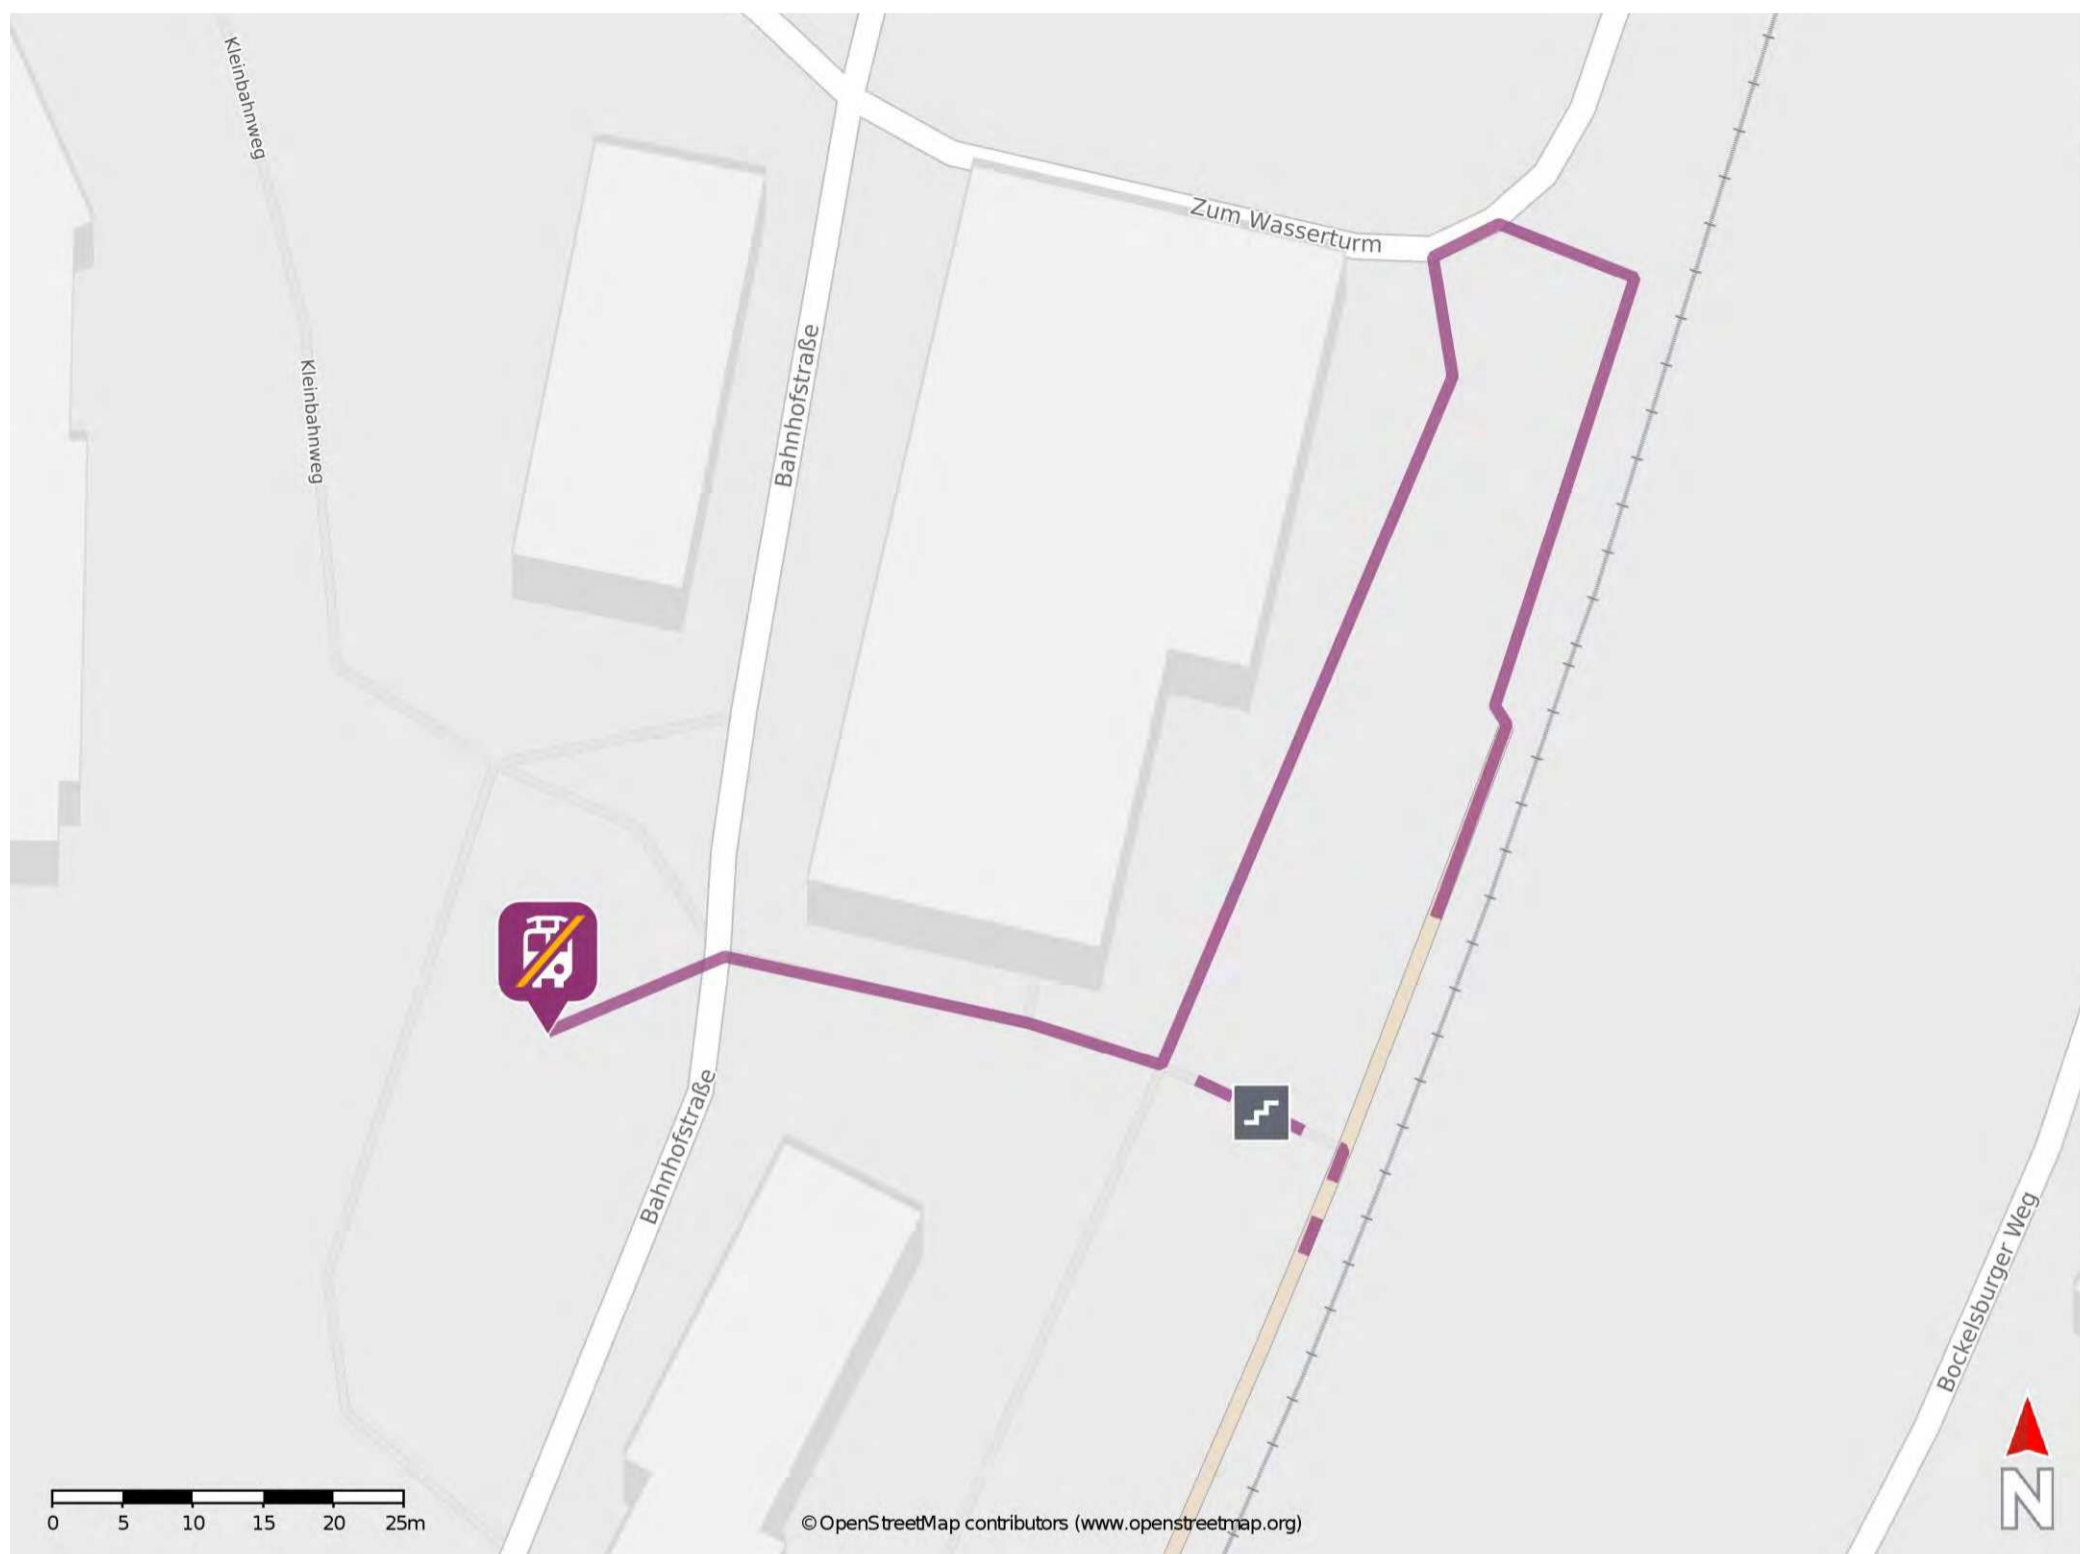 Kleinbahnweg
Zum Wasserturm
Kleinbahnweg
Bahnhofstraße
Bahnhofstraße
Bockelsburger Weg
0 5 10 15 20 25m
©OpenStreetMap contributors (www.openstreetmap.org)
N